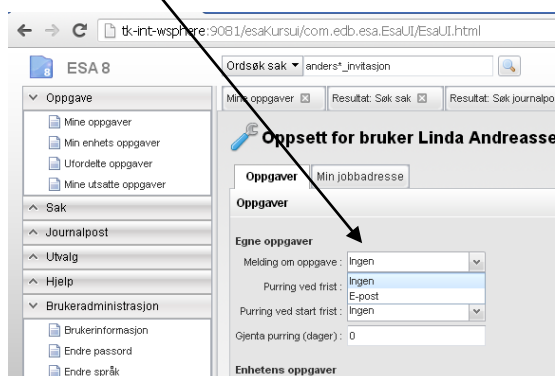 tk-int-wsphere:9081/esaKursui/com.edb.esa.EsaUI/EsaUI.html
ESA 8
Ordsøk sak
anders*_invitasjon
Oppgave
Mine oppgaver
Min enhets oppgaver
Ufordelte oppgaver
Mine utsatte oppgaver
Sak
Journalpost
Utvalg
Hjelp
Brukeradministrasjon
Brukerinformasjon
Endre passord
Endre språk
Mine oppgaver
Resultat: Søk sak
Resultat: Søk journalpo
Oppsett for bruker Linda Andreasse
Oppgaver
Min jobbadresse
Oppgaver
Egne oppgaver
Melding om oppgave: Ingen
Ingen
E-post
Purring ved frist:
Purring ved start frist: Ingen
Gjenta purring (dager): 0
Enhetens oppgaver